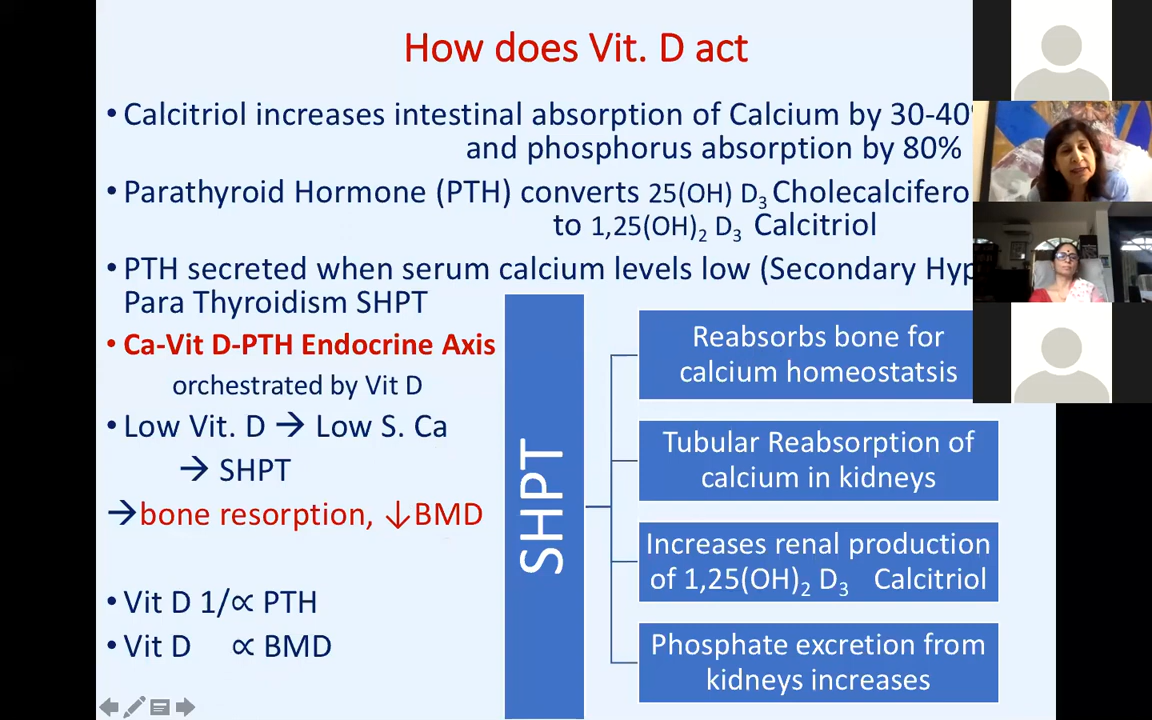 How does Vit. D act
• Calcitriol increases intestinal absorption of Calcium by 30-40
and phosphorus absorption by 80%
• Parathyroid Hormone (PTH) converts 25(OH) D₃ Cholecalcifero
to 1,25(OH)₂ D₃ Calcitriol
• PTH secreted when serum calcium levels low (Secondary Hyp
Para Thyroidism SHPT
• Ca-Vit D-PTH Endocrine Axis
orchestrated by Vit D
• Low Vit. D → Low S. Ca
→ SHPT
→bone resorption, ↓BMD
• Vit D 1/∝ PTH
• Vit D ∝ BMD
SHPT
Reabsorbs bone for
calcium homeostatsis
Tubular Reabsorption of
calcium in kidneys
Increases renal production
of 1,25(OH)₂ D₃ Calcitriol
Phosphate excretion from
kidneys increases